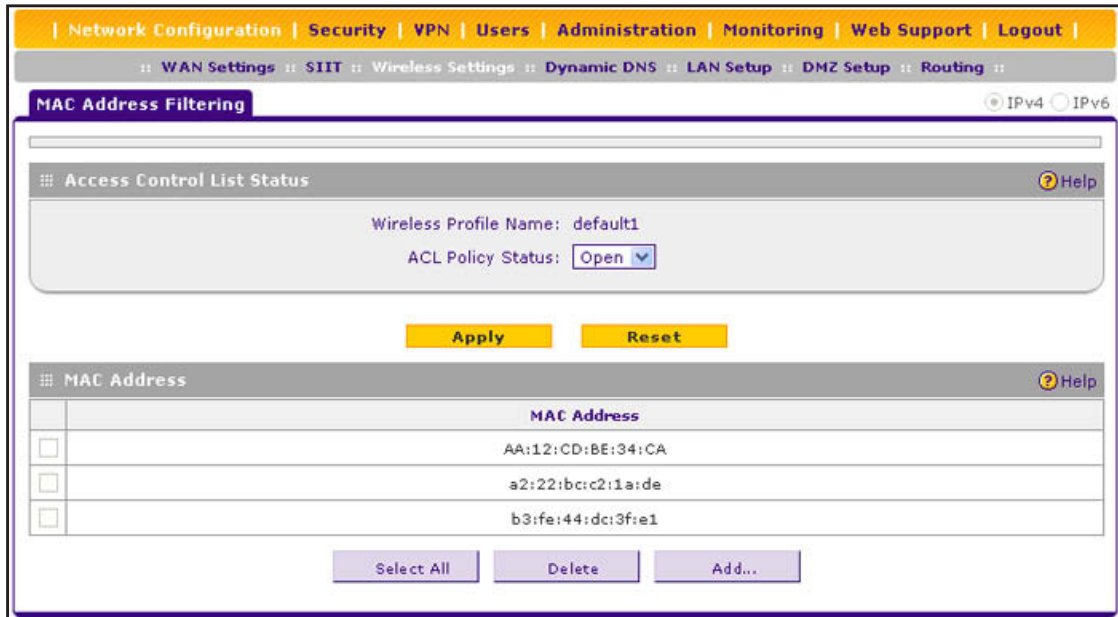 | Network Configuration | Security | VPN | Users | Administration | Monitoring | Web Support | Logout |
:: WAN Settings :: SIIT :: Wireless Settings :: Dynamic DNS :: LAN Setup :: DMZ Setup :: Routing ::
MAC Address Filtering IPv4 IPv6
Access Control List Status ? Help
Wireless Profile Name: default1
ACL Policy Status: Open
Apply Reset
MAC Address ? Help
MAC Address
AA:12:CD:BE:34:CA
a2:22:bc:c2:1a:de
b3:fe:44:dc:3f:e1
Select All Delete Add...